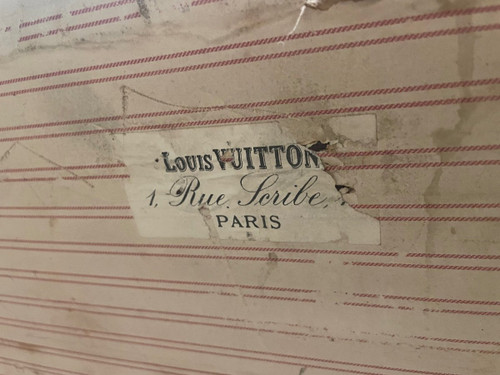 LOUIS VUITTON
1, Rue Scribe,
PARIS